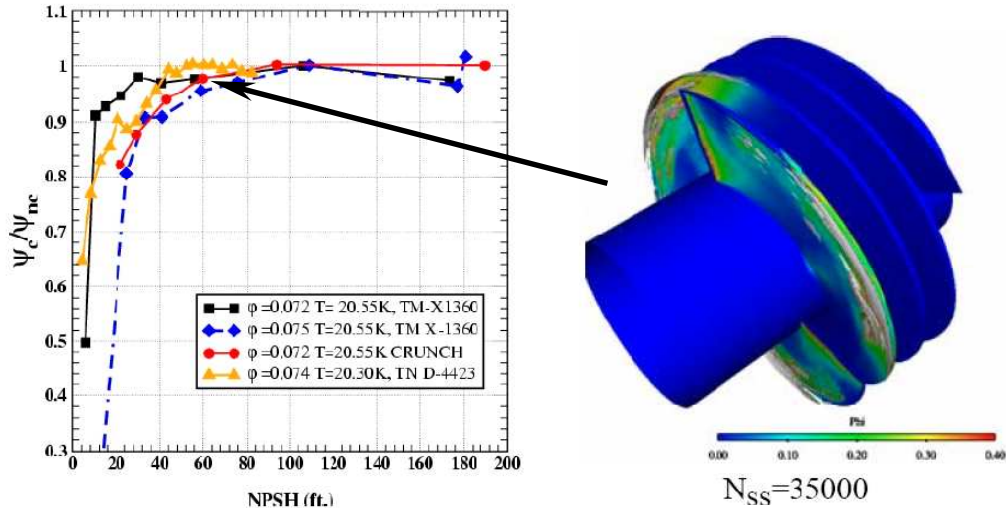 1.1
1
0.9
0.8
0.7
0.6
0.5
0.4
0.3
Ψc/Ψnc
φ =0.072 T= 20.55K, TM-X1360
φ =0.075 T=20.55K, TM X-1360
φ =0.072 T=20.55K CRUNCH
φ =0.074 T=20.30K, TN D-4423
0 20 40 60 80 100 120 140 160 180 200
NPSH (ft.)
Phi
0.00 0.10 0.20 0.30 0.40
NSS=35000